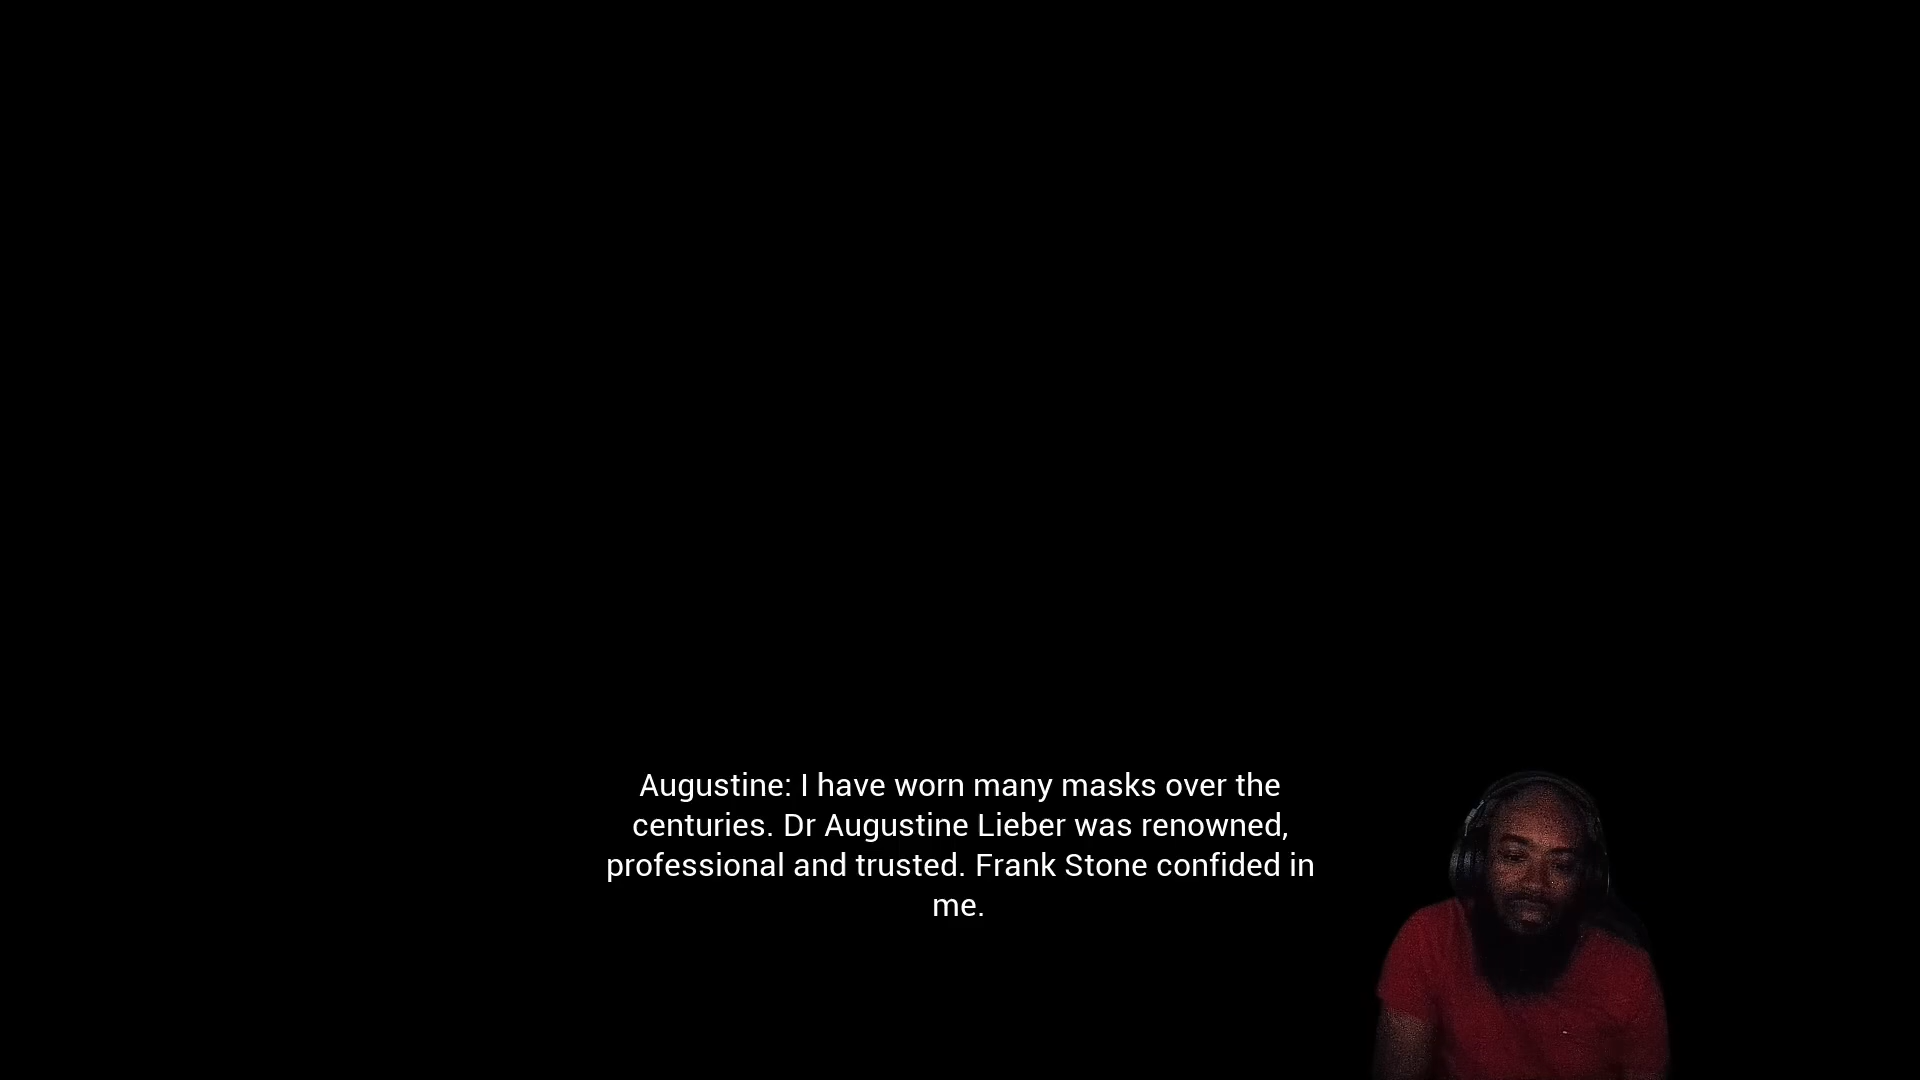 Augustine: I have worn many masks over the
centuries. Dr Augustine Lieber was renowned,
professional and trusted. Frank Stone confided in
me.